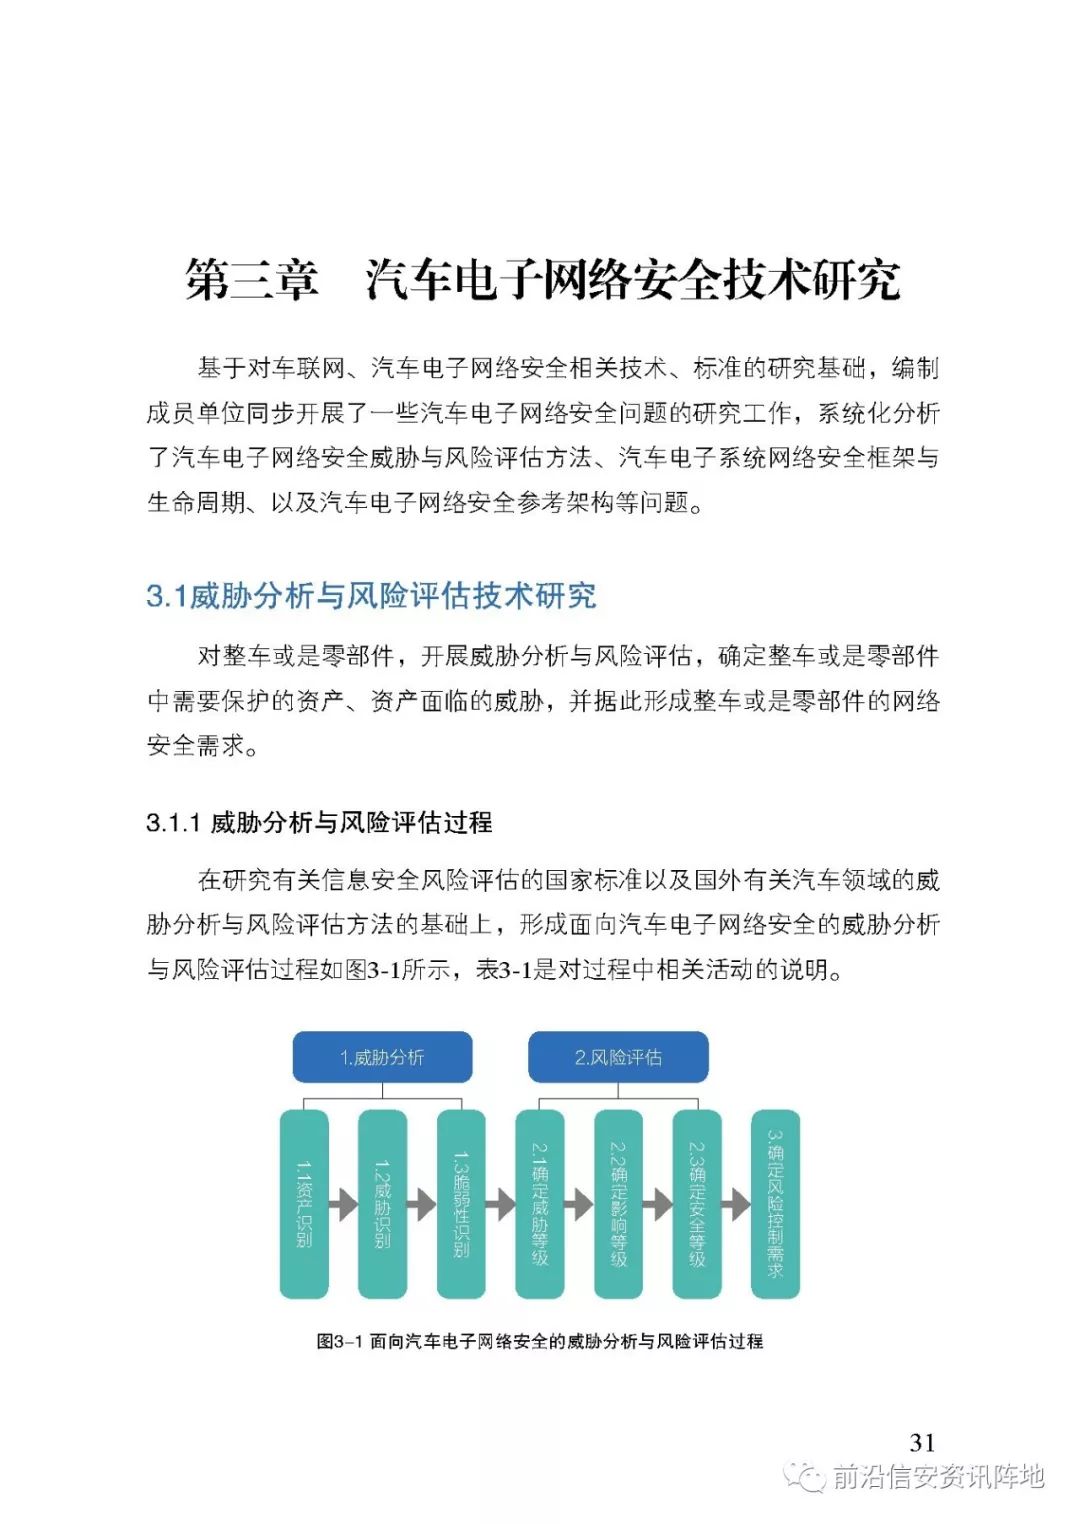 第三章 汽车电子网络安全技术研究
基于对车联网、汽车电子网络安全相关技术、标准的研究基础，编制
成员单位同步开展了一些汽车电子网络安全问题的研究工作，系统化分析
了汽车电子网络安全威胁与风险评估方法、汽车电子系统网络安全框架与
生命周期、以及汽车电子网络安全参考架构等问题。
3.1威胁分析与风险评估技术研究
对整车或是零部件，开展威胁分析与风险评估，确定整车或是零部件
中需要保护的资产、资产面临的威胁，并据此形成整车或是零部件的网络
安全需求。
3.1.1 威胁分析与风险评估过程
在研究有关信息安全风险评估的国家标准以及国外有关汽车领域的威
胁分析与风险评估方法的基础上，形成面向汽车电子网络安全的威胁分析
与风险评估过程如图3-1所示，表3-1是对过程中相关活动的说明。
1.威胁分析
2.风险评估
1.1资产识别
1.2威胁识别
1.3脆弱性识别
2.1确定威胁等级
2.2确定影响等级
2.3确定安全等级
3.确定风险控制需求
图3-1 面向汽车电子网络安全的威胁分析与风险评估过程
31
前沿信安资讯阵地